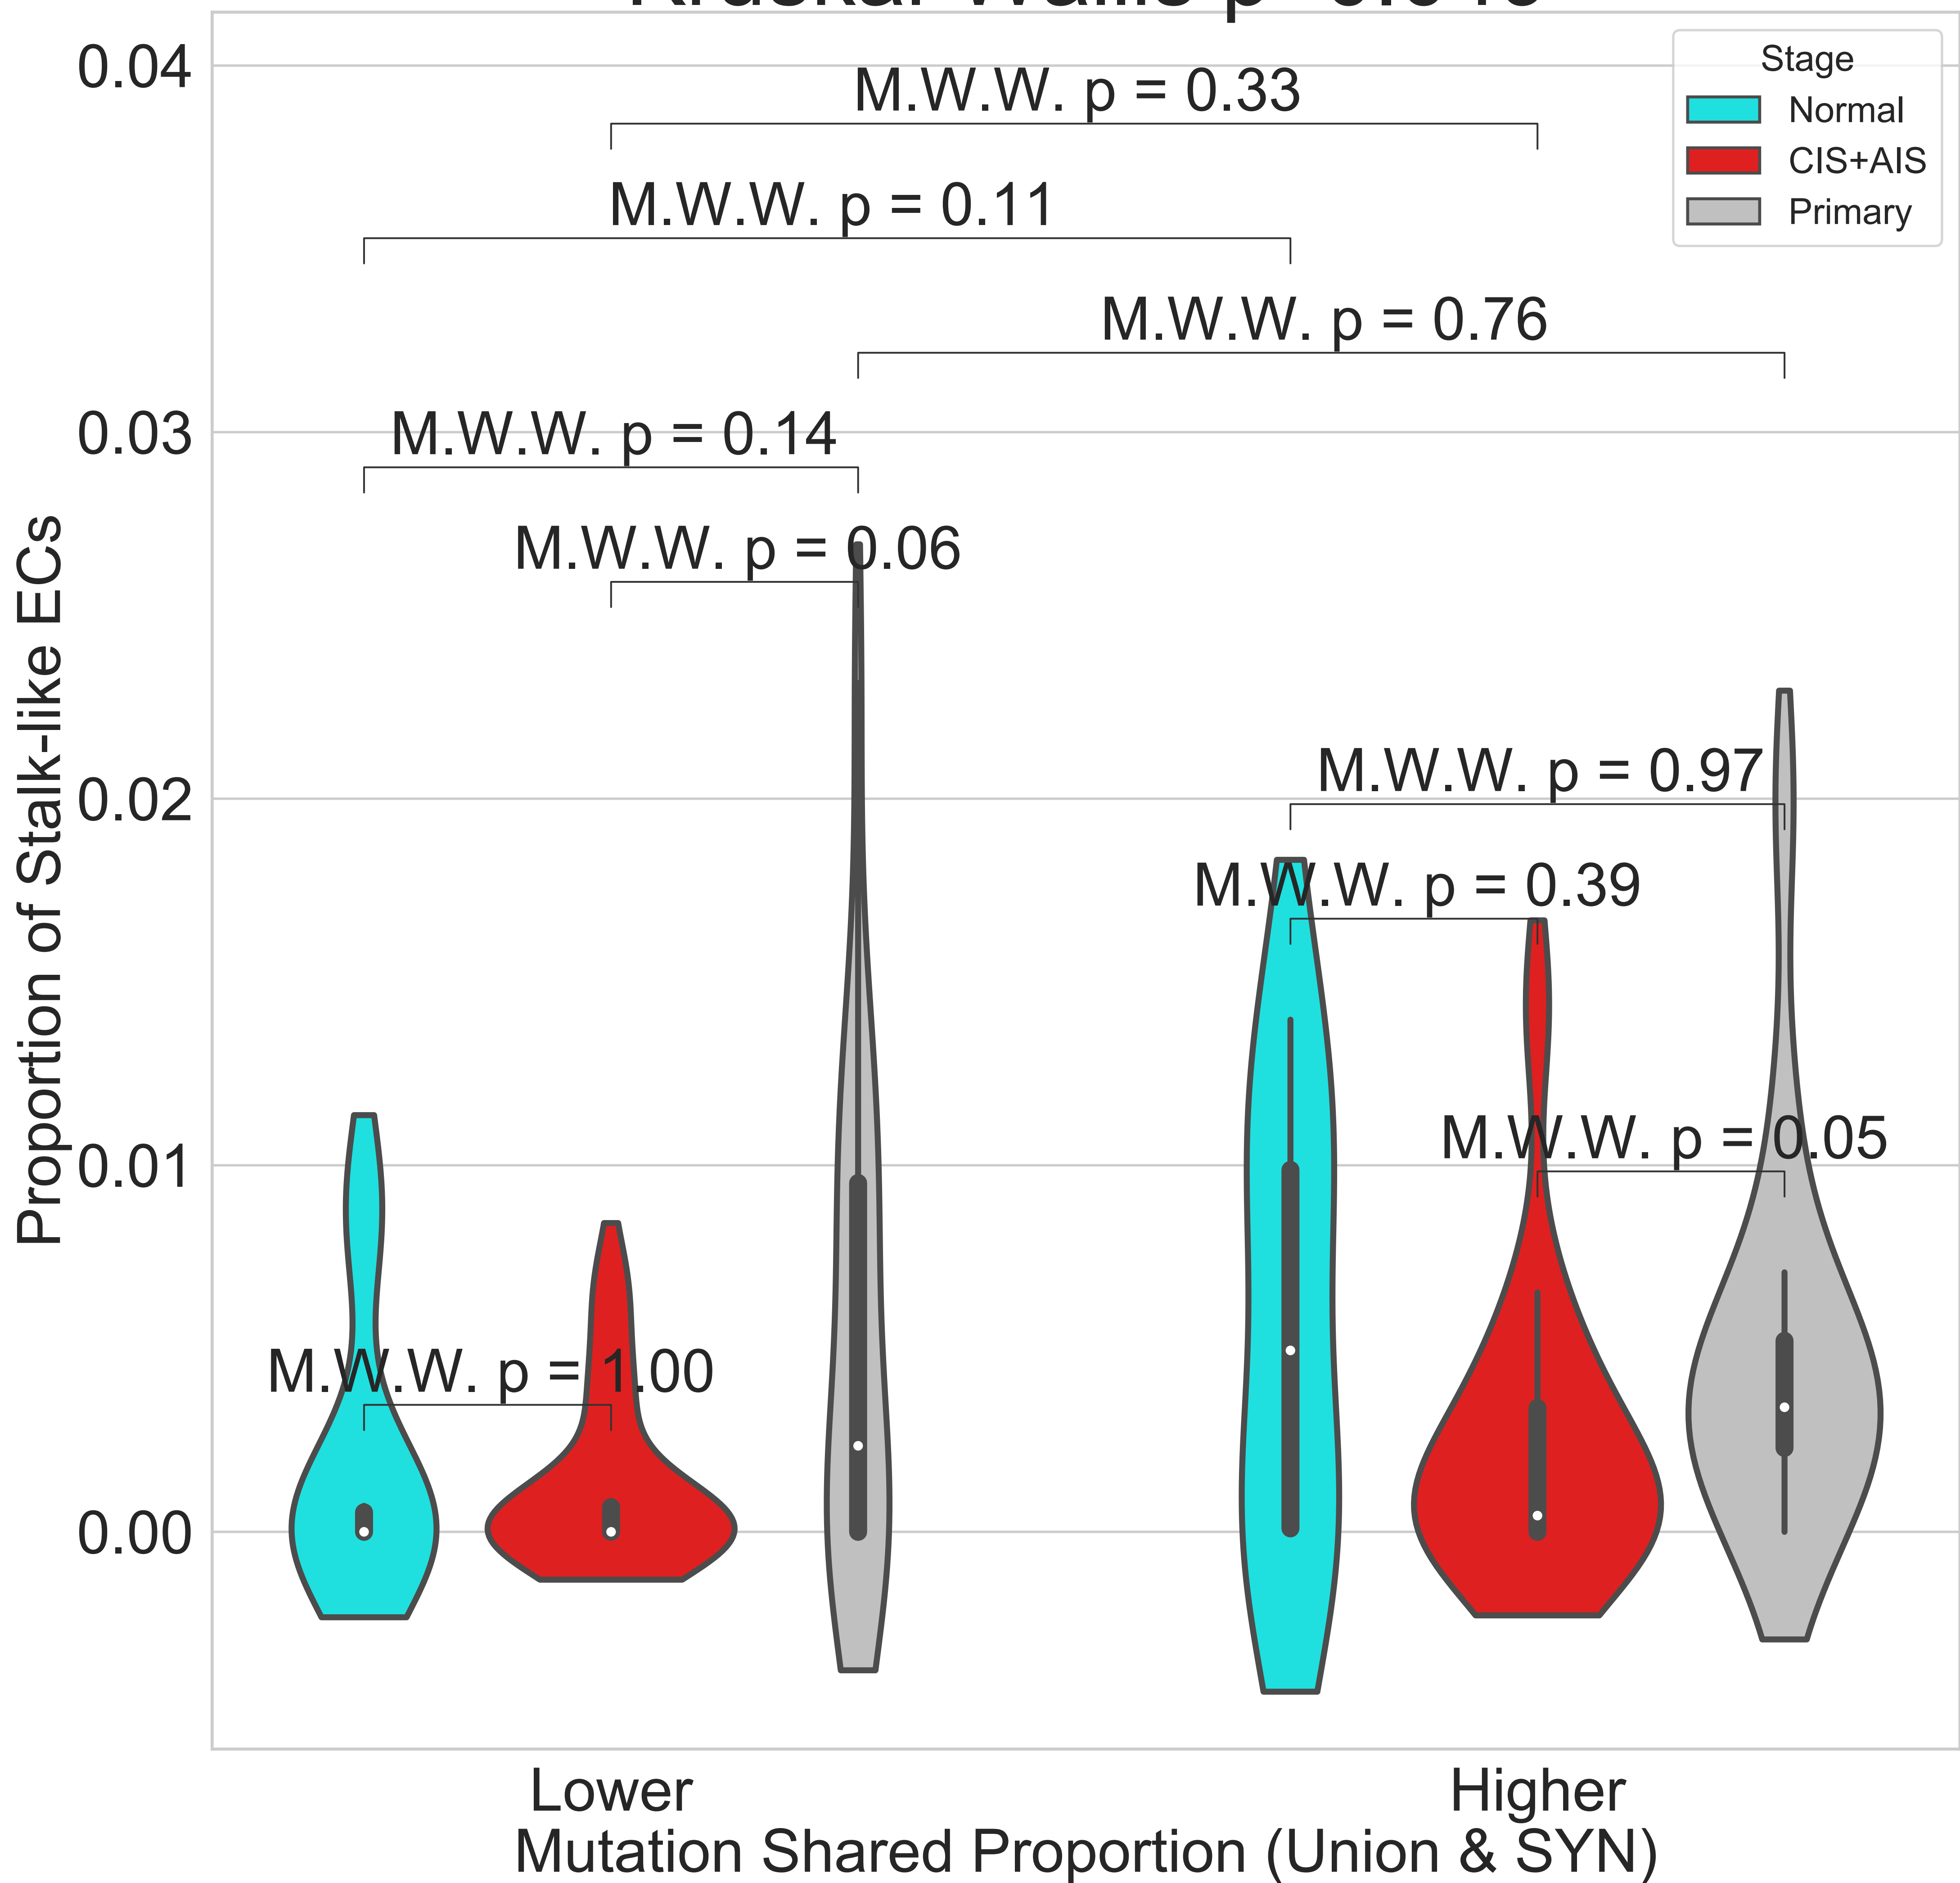 0.04
0.03
0.02
0.01
0.00
Proportion of Stalk-like ECs
M.W.W. p = 0.33
M.W.W. p = 0.11
M.W.W. p = 0.76
M.W.W. p = 0.14
M.W.W. p = 0.06
M.W.W. p = 0.97
M.W.W. p = 0.39
M.W.W. p = 0.05
M.W.W. p = 1.00
Stage
Normal
CIS+AIS
Primary
Lower
Higher
Mutation Shared Proportion (Union & SYN)